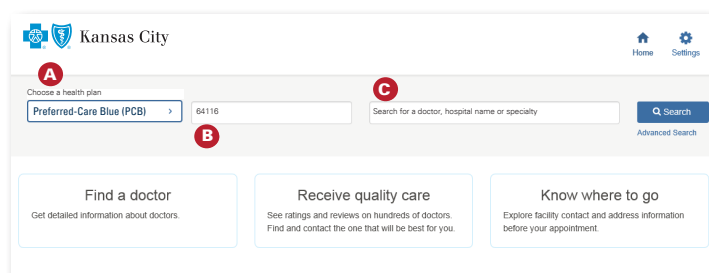 Kansas City
Home
Settings
A
Choose a health plan
Preferred-Care Blue (PCB) >
64116
B
C
Search for a doctor, hospital name or specialty
Search
Advanced Search
Find a doctor
Get detailed information about doctors.
Receive quality care
See ratings and reviews on hundreds of doctors.
Find and contact the one that will be best for you.
Know where to go
Explore facility contact and address information
before your appointment.